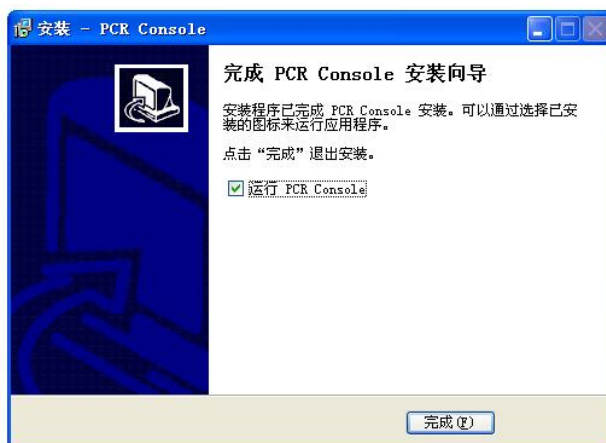 安装 - PCR Console
完成 PCR Console 安装向导
安装程序已完成 PCR Console 安装。可以通过选择已安
装的图标来运行应用程序。
点击“完成”退出安装。
运行 PCR Console
完成(F)